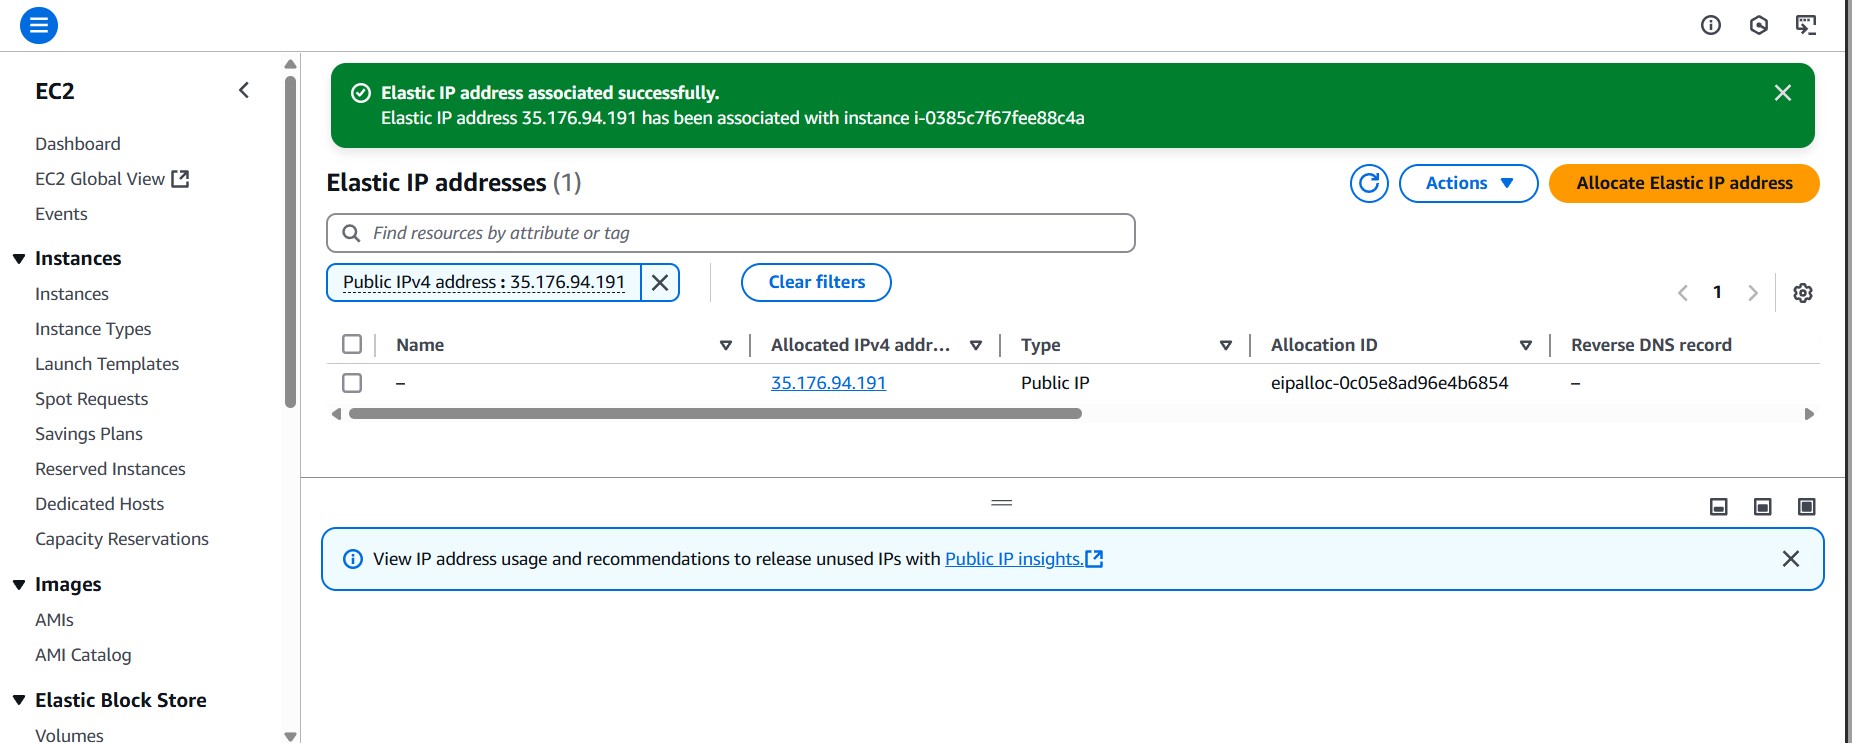 EC2
Dashboard
EC2 Global View
Events
Instances
Instances
Instance Types
Launch Templates
Spot Requests
Savings Plans
Reserved Instances
Dedicated Hosts
Capacity Reservations
Images
AMIs
AMI Catalog
Elastic Block Store
Volumes
Elastic IP address associated successfully.
Elastic IP address 35.176.94.191 has been associated with instance i-0385c7f67fee88c4a
Elastic IP addresses (1)
Actions
Allocate Elastic IP address
Find resources by attribute or tag
Public IPv4 address : 35.176.94.191
Clear filters
1
Name Allocated IPv4 addr... Type Allocation ID Reverse DNS record
– 35.176.94.191 Public IP eipalloc-0c05e8ad96e4b6854 –
View IP address usage and recommendations to release unused IPs with Public IP insights.